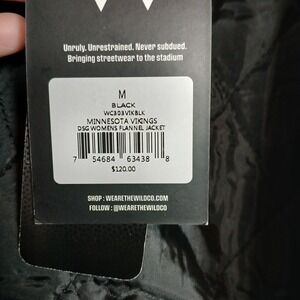 Unruly. Unrestrained. Never subdued.
Bringing streetwear to the stadium
M
BLACK
WC303VIKBLK
MINNESOTA VIKINGS
DSG WOMENS FLANNEL JACKET
7 54684 63438 8
$120.00
SHOP : WEARETHEWILDCO.COM
FOLLOW : @WEARETHEWILDCO